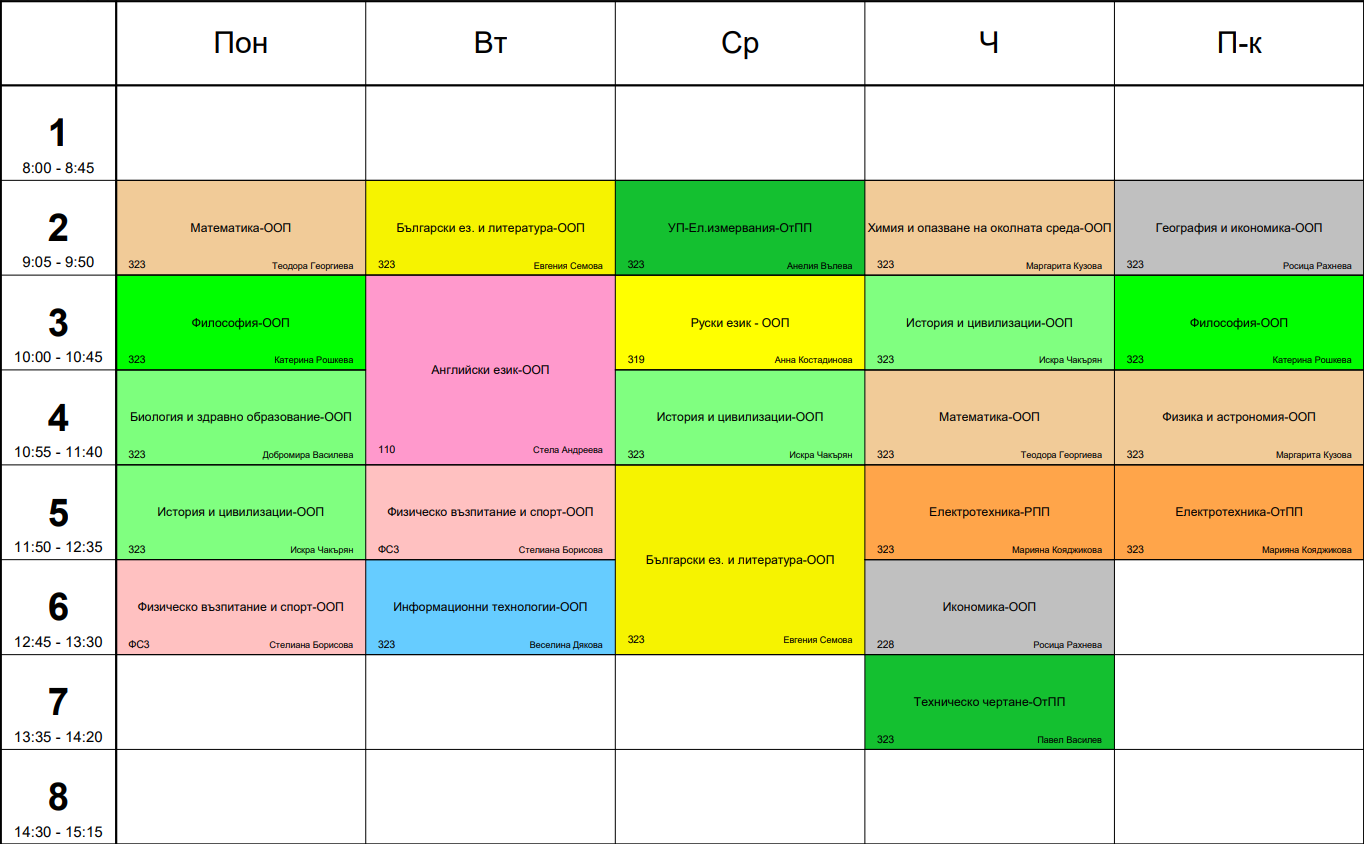 Пон Вт Ср Ч П-к
1
8:00 - 8:45
2
9:05 - 9:50
Математика-ООП
323 Теодора Георгиева
Български ез. и литература-ООП
323 Евгения Семова
УП-Ел.измервания-ОтПП
323 Анелия Вълева
Химия и опазване на околната среда-ООП
323 Маргарита Кузова
География и икономика-ООП
323 Росица Рахнева
3
10:00 - 10:45
Философия-ООП
323 Катерина Рошкева
Английски език-ООП
110 Стела Андреева
Руски език - ООП
319 Анна Костадинова
История и цивилизации-ООП
323 Искра Чакърян
Философия-ООП
323 Катерина Рошкева
4
10:55 - 11:40
Биология и здравно образование-ООП
323 Добромира Василева
История и цивилизации-ООП
323 Искра Чакърян
Математика-ООП
323 Теодора Георгиева
Физика и астрономия-ООП
323 Маргарита Кузова
5
11:50 - 12:35
История и цивилизации-ООП
323 Искра Чакърян
Физическо възпитание и спорт-ООП
ФС3 Стелиана Борисова
Български ез. и литература-ООП
323 Евгения Семова
Електротехника-РПП
323 Марияна Кояджикова
Електротехника-ОтПП
323 Марияна Кояджикова
6
12:45 - 13:30
Физическо възпитание и спорт-ООП
ФС3 Стелиана Борисова
Информационни технологии-ООП
323 Веселина Дякова
Икономика-ООП
228 Росица Рахнева
7
13:35 - 14:20
Техническо чертане-ОтПП
323 Павел Василев
8
14:30 - 15:15